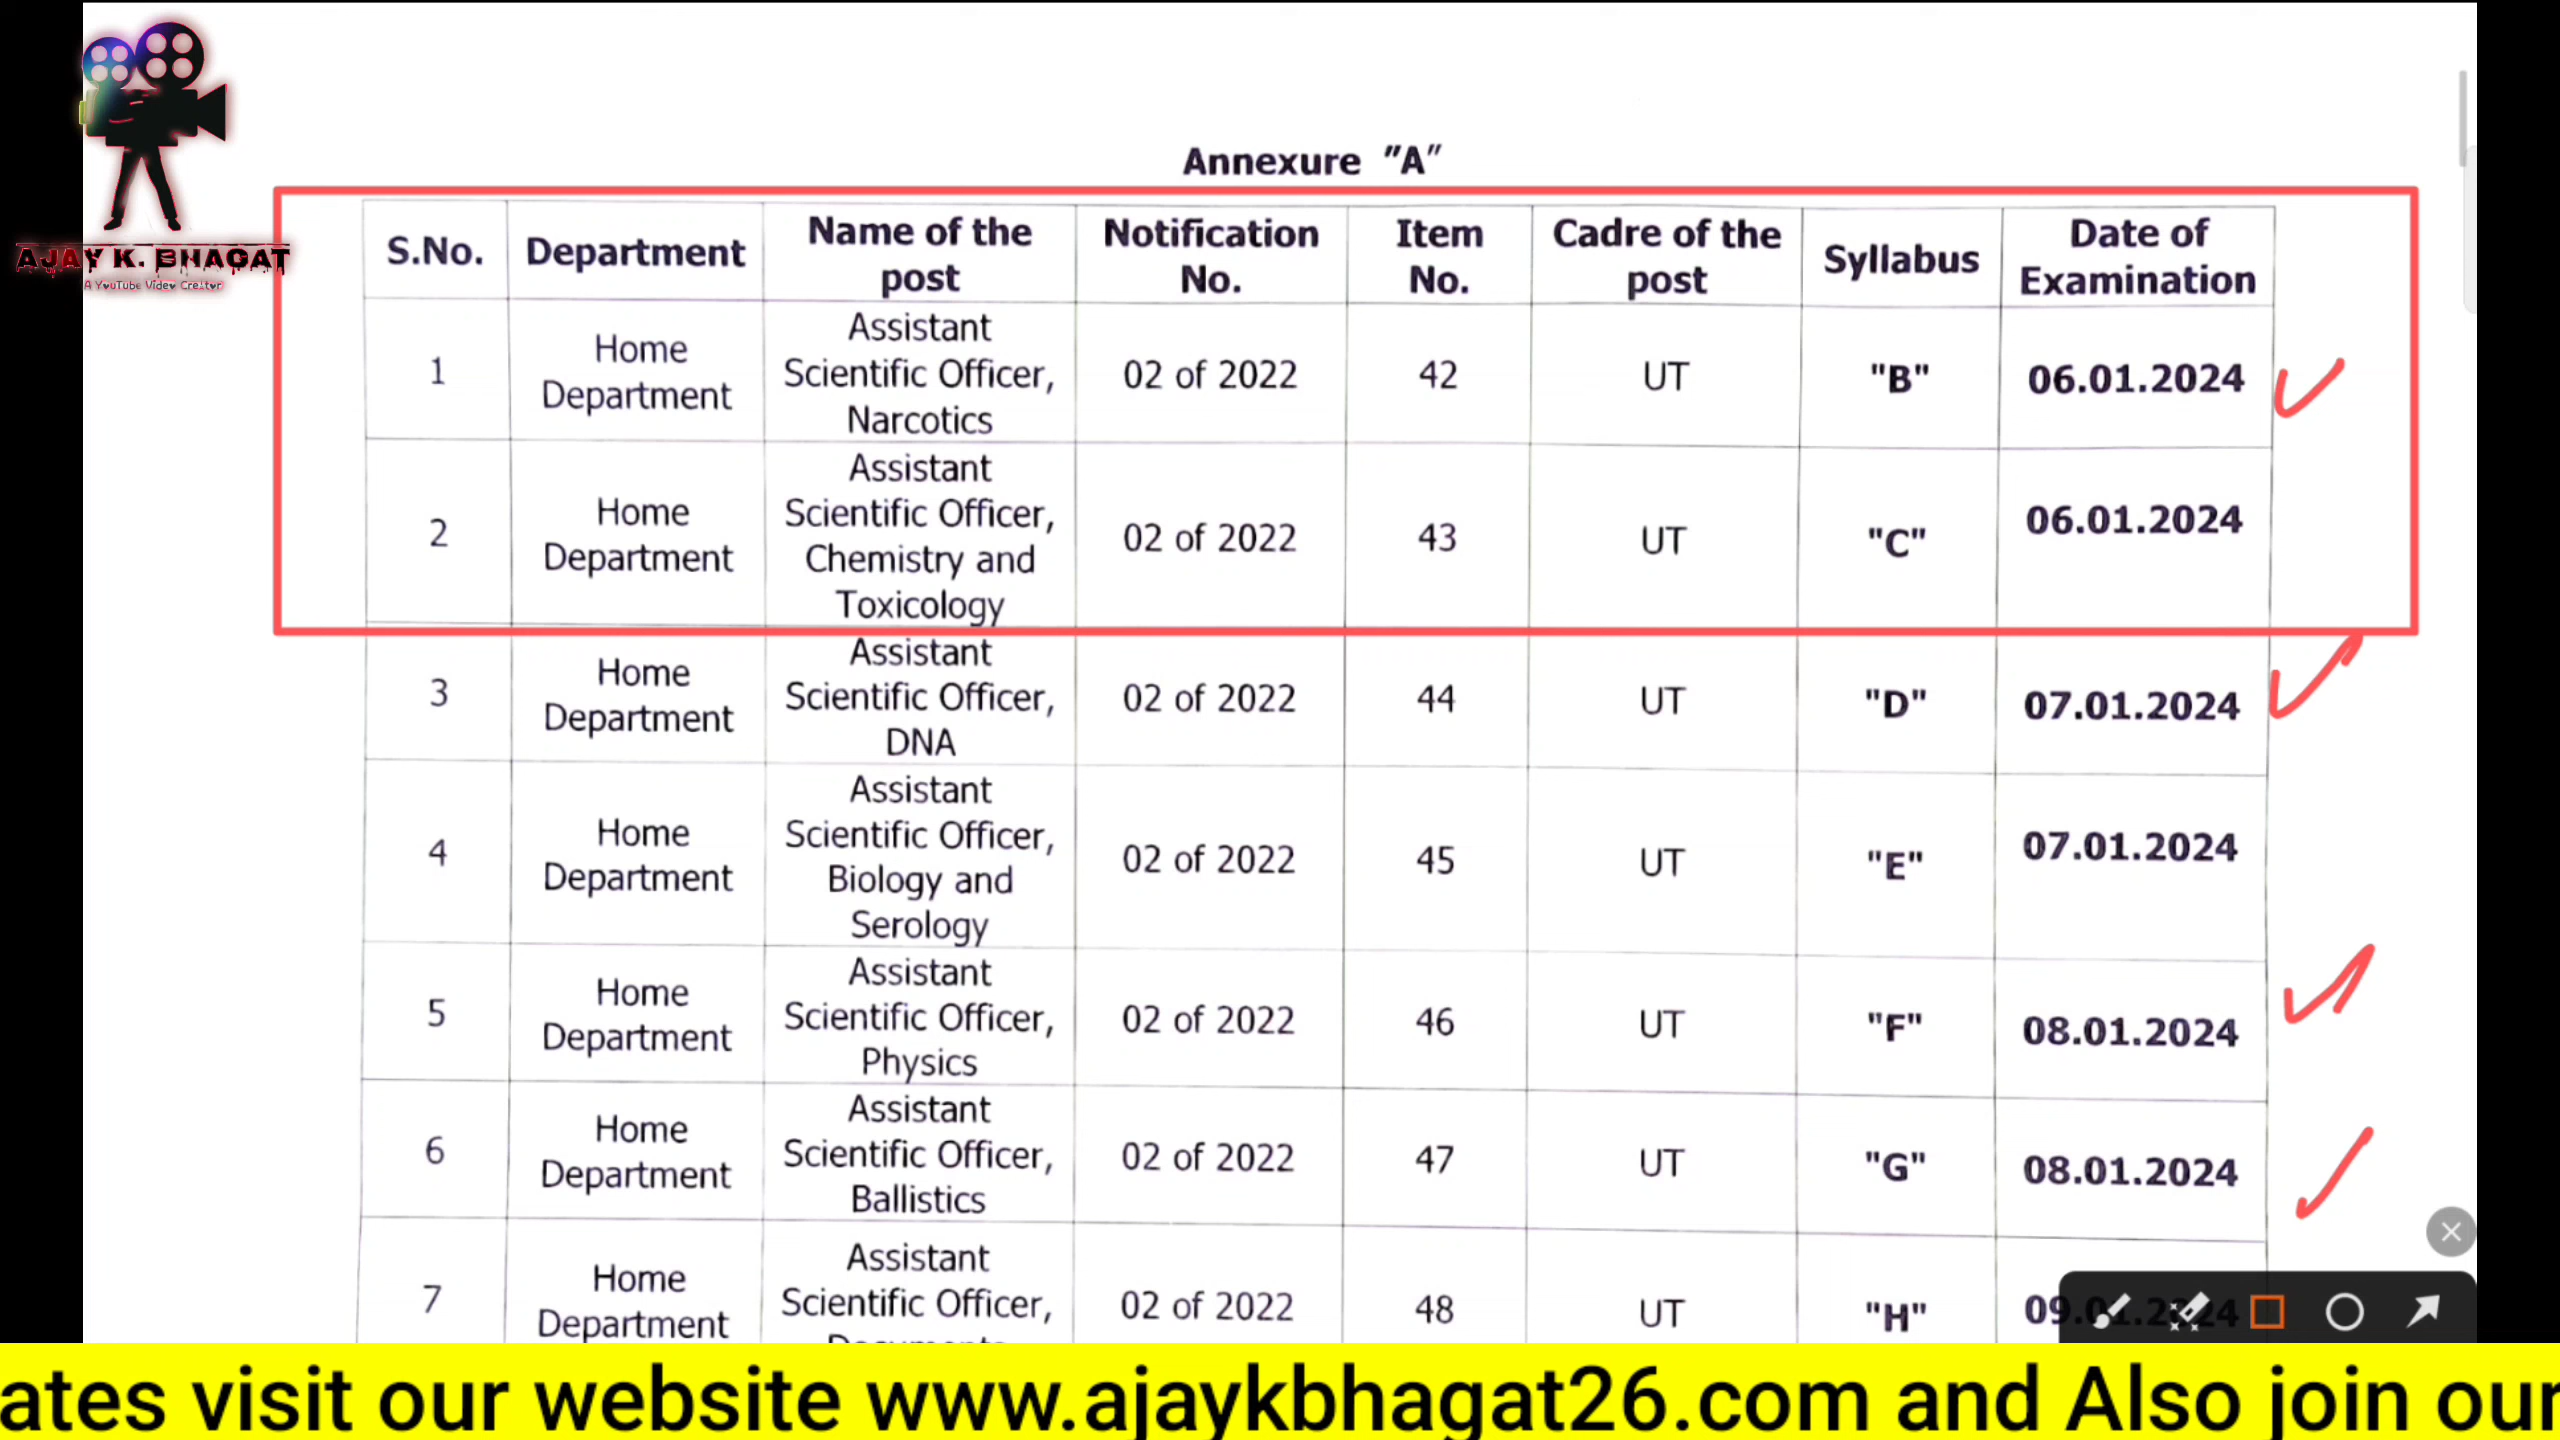 AJAY K. BHAGAT
A YouTube Video Creator
Annexure "A"
S.No. Department Name of the post Notification No. Item No. Cadre of the post Syllabus Date of Examination
1 Home Department Assistant Scientific Officer, Narcotics 02 of 2022 42 UT "B" 06.01.2024
2 Home Department Assistant Scientific Officer, Chemistry and Toxicology 02 of 2022 43 UT "C" 06.01.2024
3 Home Department Assistant Scientific Officer, DNA 02 of 2022 44 UT "D" 07.01.2024
4 Home Department Assistant Scientific Officer, Biology and Serology 02 of 2022 45 UT "E" 07.01.2024
5 Home Department Assistant Scientific Officer, Physics 02 of 2022 46 UT "F" 08.01.2024
6 Home Department Assistant Scientific Officer, Ballistics 02 of 2022 47 UT "G" 08.01.2024
7 Home Department Assistant Scientific Officer, 02 of 2022 48 UT "H"
ates visit our website www.ajaykbhagat26.com and Also join our